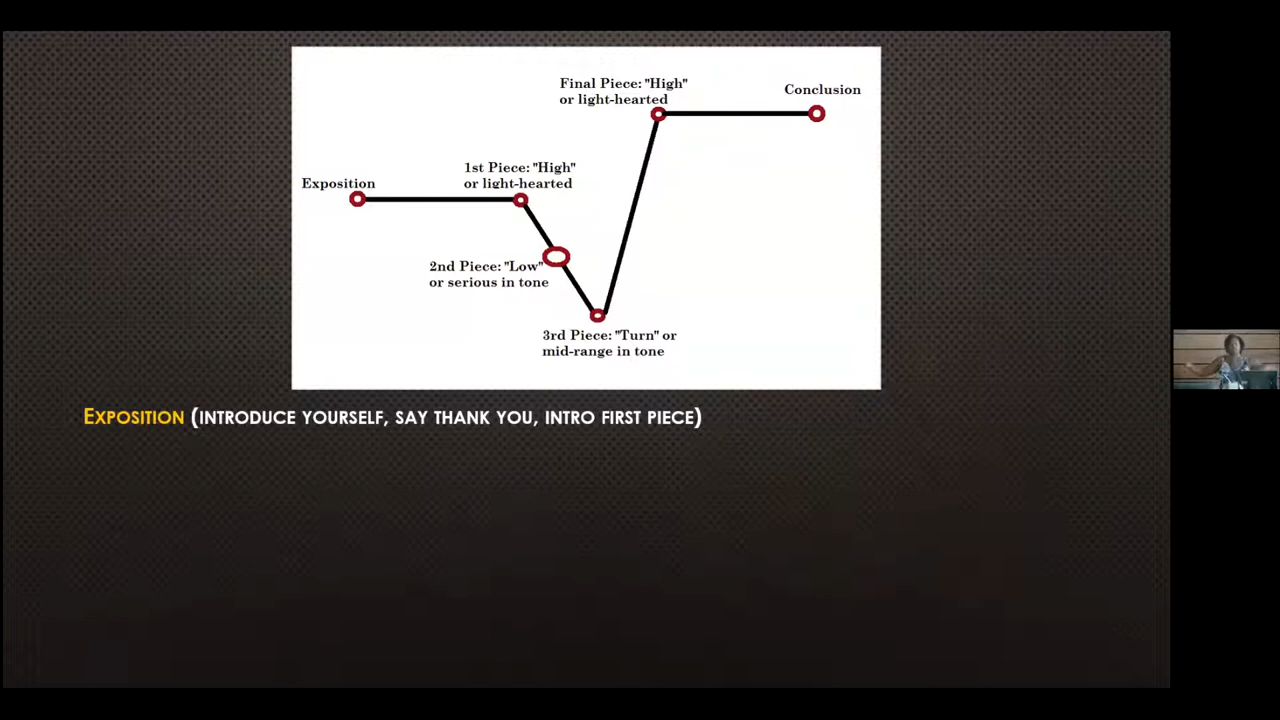 Final Piece: "High"
or light-hearted
Conclusion
1st Piece: "High"
or light-hearted
Exposition
2nd Piece: "Low"
or serious in tone
3rd Piece: "Turn" or
mid-range in tone
EXPOSITION (INTRODUCE YOURSELF, SAY THANK YOU, INTRO FIRST PIECE)